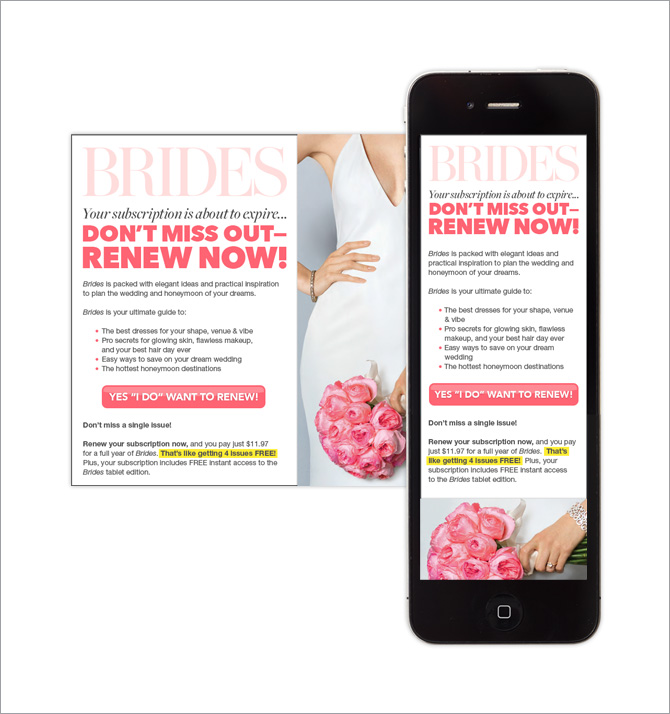 BRIDES
Your subscription is about to expire...
DON'T MISS OUT—
RENEW NOW!
Brides is packed with elegant ideas and practical inspiration
to plan the wedding and honeymoon of your dreams.
Brides is your ultimate guide to:
• The best dresses for your shape, venue & vibe
• Pro secrets for glowing skin, flawless makeup,
and your best hair day ever
• Easy ways to save on your dream wedding
• The hottest honeymoon destinations
YES "I DO" WANT TO RENEW!
Don't miss a single issue!
Renew your subscription now, and you pay just $11.97
for a full year of Brides. That's like getting 4 issues FREE!
Plus, your subscription includes FREE instant access to the
Brides tablet edition.
BRIDES
Your subscription is about to expire...
DON'T MISS OUT—
RENEW NOW!
Brides is packed with elegant ideas and
practical inspiration to plan the wedding and
honeymoon of your dreams.
Brides is your ultimate guide to:
• The best dresses for your shape, venue
& vibe
• Pro secrets for glowing skin, flawless
makeup, and your best hair day ever
• Easy ways to save on your dream
wedding
• The hottest honeymoon destinations
YES "I DO" WANT TO RENEW!
Don't miss a single issue!
Renew your subscription now, and you pay
just $11.97 for a full year of Brides. That's
like getting 4 issues FREE! Plus, your
subscription includes FREE instant access
to the Brides tablet edition.